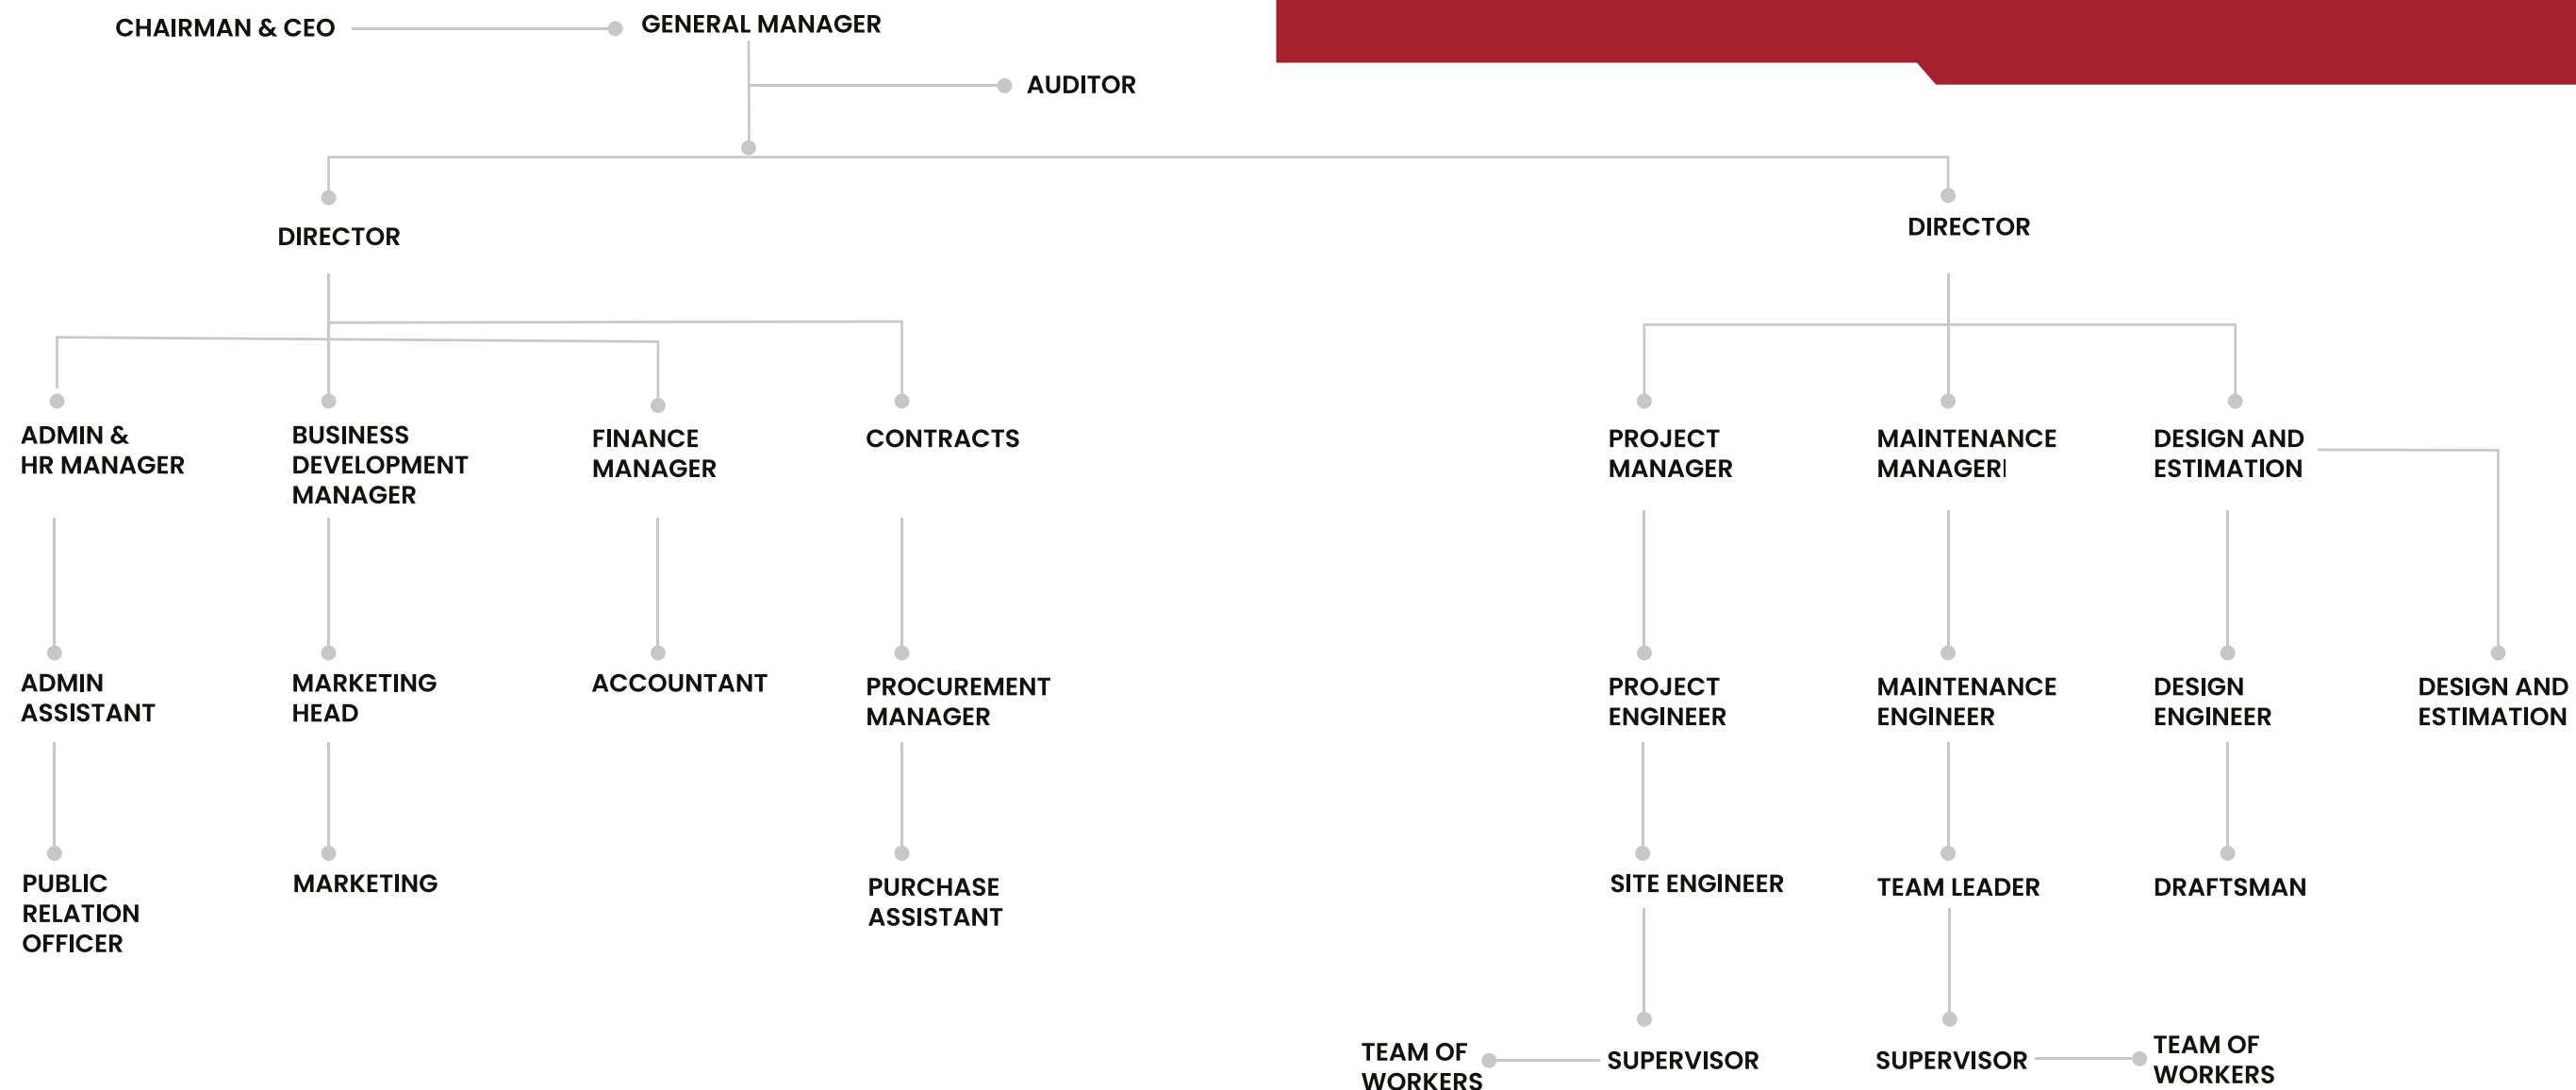 CHAIRMAN & CEO
GENERAL MANAGER
AUDITOR
DIRECTOR
DIRECTOR
ADMIN &
HR MANAGER
BUSINESS
DEVELOPMENT
MANAGER
FINANCE
MANAGER
CONTRACTS
PROJECT
MANAGER
MAINTENANCE
MANAGERl
DESIGN AND
ESTIMATION
ADMIN
ASSISTANT
MARKETING
HEAD
ACCOUNTANT
PROCUREMENT
MANAGER
PROJECT
ENGINEER
MAINTENANCE
ENGINEER
DESIGN
ENGINEER
DESIGN AND
ESTIMATION
PUBLIC
RELATION
OFFICER
MARKETING
PURCHASE
ASSISTANT
SITE ENGINEER
TEAM LEADER
DRAFTSMAN
TEAM OF
WORKERS
SUPERVISOR
SUPERVISOR
TEAM OF
WORKERS